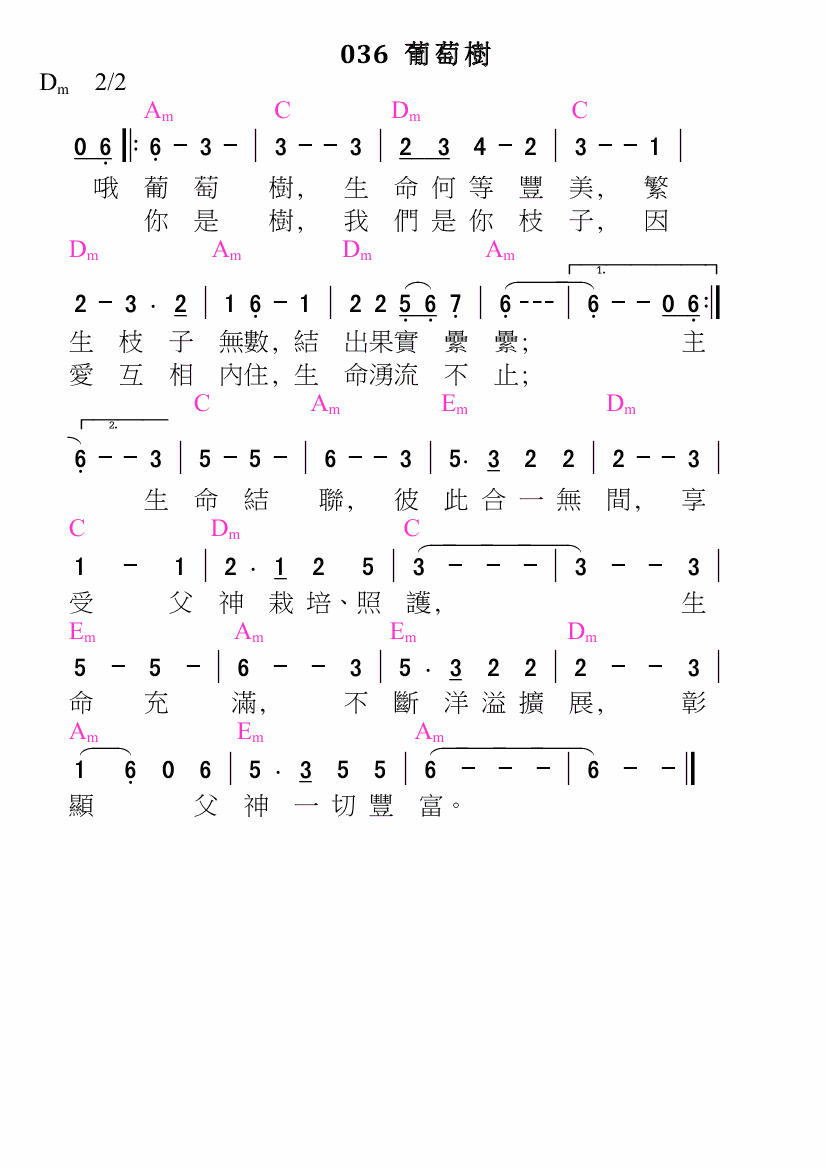 036 葡萄樹
Dm 2/2
Am C Dm C
0 6 6 - 3 - | 3 - - 3 | 2 3 4 - 2 | 3 - - 1 |
哦 葡 萄 樹, 生 命 何 等 豐 美, 繁
你 是 樹, 我 們 是 你 枝 子, 因
Dm Am Dm Am
1.
2 - 3 . 2 | 1 6 - 1 | 2 2 5 6 7 | 6 - - - | 6 - - 0 6 :
生 枝 子 無數, 結 出果實 纍 纍; 主
愛 互 相 內住, 生 命湧流 不 止;
C Am Em Dm
2.
6 - - 3 | 5 - 5 - | 6 - - 3 | 5 . 3 2 2 | 2 - - 3 |
生 命 結 聯, 彼 此 合 一 無 間, 享
C Dm C
1 - 1 | 2 . 1 2 5 | 3 - - - | 3 - - 3 |
受 父 神 栽 培、照 護, 生
Em Am Em Dm
5 - 5 - | 6 - - 3 | 5 . 3 2 2 | 2 - - 3 |
命 充 滿, 不 斷 洋 溢 擴 展, 彰
Am Em Am
1 6 0 6 | 5 . 3 5 5 | 6 - - - | 6 - - ‖
顯 父 神 一 切 豐 富。